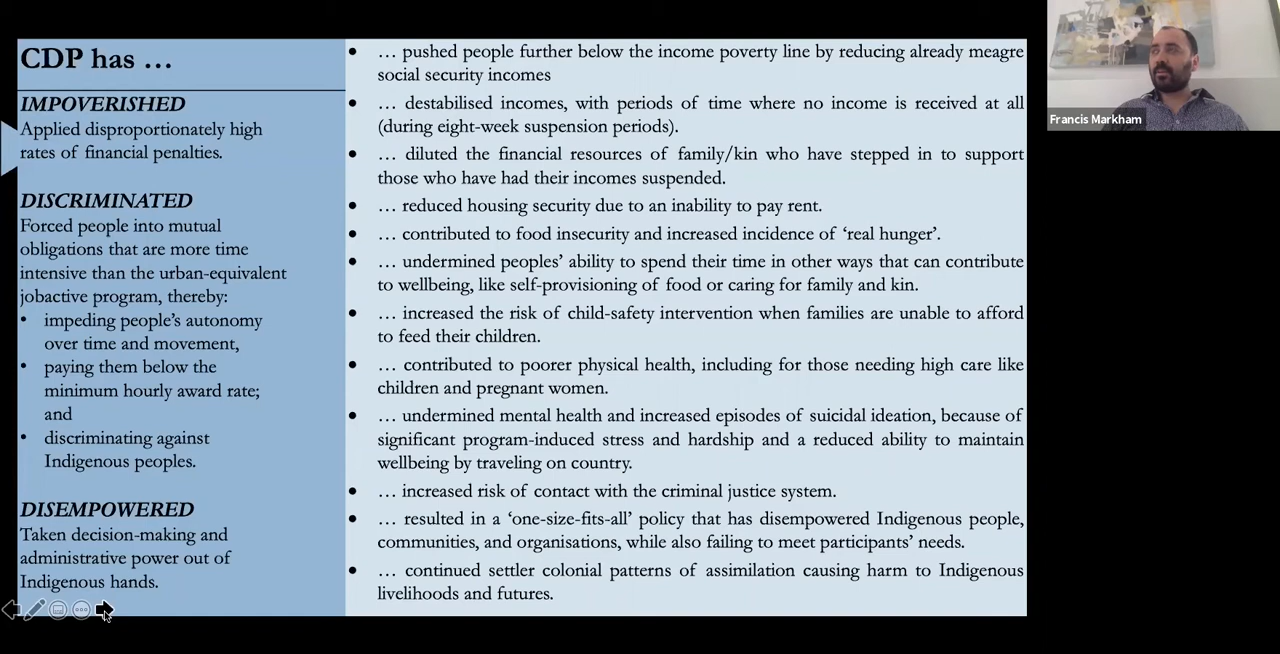 CDP has …
IMPOVERISHED
Applied disproportionately high
rates of financial penalties.
DISCRIMINATED
Forced people into mutual
obligations that are more time
intensive than the urban-equivalent
jobactive program, thereby:
• impeding people's autonomy
over time and movement,
• paying them below the
minimum hourly award rate;
and
• discriminating against
Indigenous peoples.
DISEMPOWERED
Taken decision-making and
administrative power out of
Indigenous hands.
• … pushed people further below the income poverty line by reducing already meagre
social security incomes
• … destabilised incomes, with periods of time where no income is received at all
(during eight-week suspension periods).
• … diluted the financial resources of family/kin who have stepped in to support
those who have had their incomes suspended.
• … reduced housing security due to an inability to pay rent.
• … contributed to food insecurity and increased incidence of ‘real hunger’.
• … undermined peoples’ ability to spend their time in other ways that can contribute
to wellbeing, like self-provisioning of food or caring for family and kin.
• … increased the risk of child-safety intervention when families are unable to afford
to feed their children.
• … contributed to poorer physical health, including for those needing high care like
children and pregnant women.
• … undermined mental health and increased episodes of suicidal ideation, because of
significant program-induced stress and hardship and a reduced ability to maintain
wellbeing by traveling on country.
• … increased risk of contact with the criminal justice system.
• … resulted in a ‘one-size-fits-all’ policy that has disempowered Indigenous people,
communities, and organisations, while also failing to meet participants’ needs.
• … continued settler colonial patterns of assimilation causing harm to Indigenous
livelihoods and futures.
Francis Markham